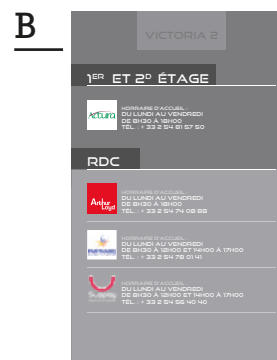 B
VICTORIA 2
1ER ET 2D ÉTAGE
Actura
HORRAIRE D'ACCUEIL :
DU LUNDI AU VENDREDI
DE 8H30 À 18H00
TÉL. : + 33 2 54 81 57 50
RDC
Arthur
Loyd
HORRAIRE D'ACCUEIL :
DU LUNDI AU VENDREDI
DE 8H30 À 18H00
TÉL. : + 33 2 54 74 08 88
HORRAIRE D'ACCUEIL :
DU LUNDI AU VENDREDI
DE 8H30 À 12H00 ET 14H00 À 17H00
TÉL. : + 33 2 54 78 01 41
HORRAIRE D'ACCUEIL :
DU LUNDI AU VENDREDI
DE 8H30 À 12H00 ET 14H00 À 17H00
TÉL. : + 33 2 54 56 40 40